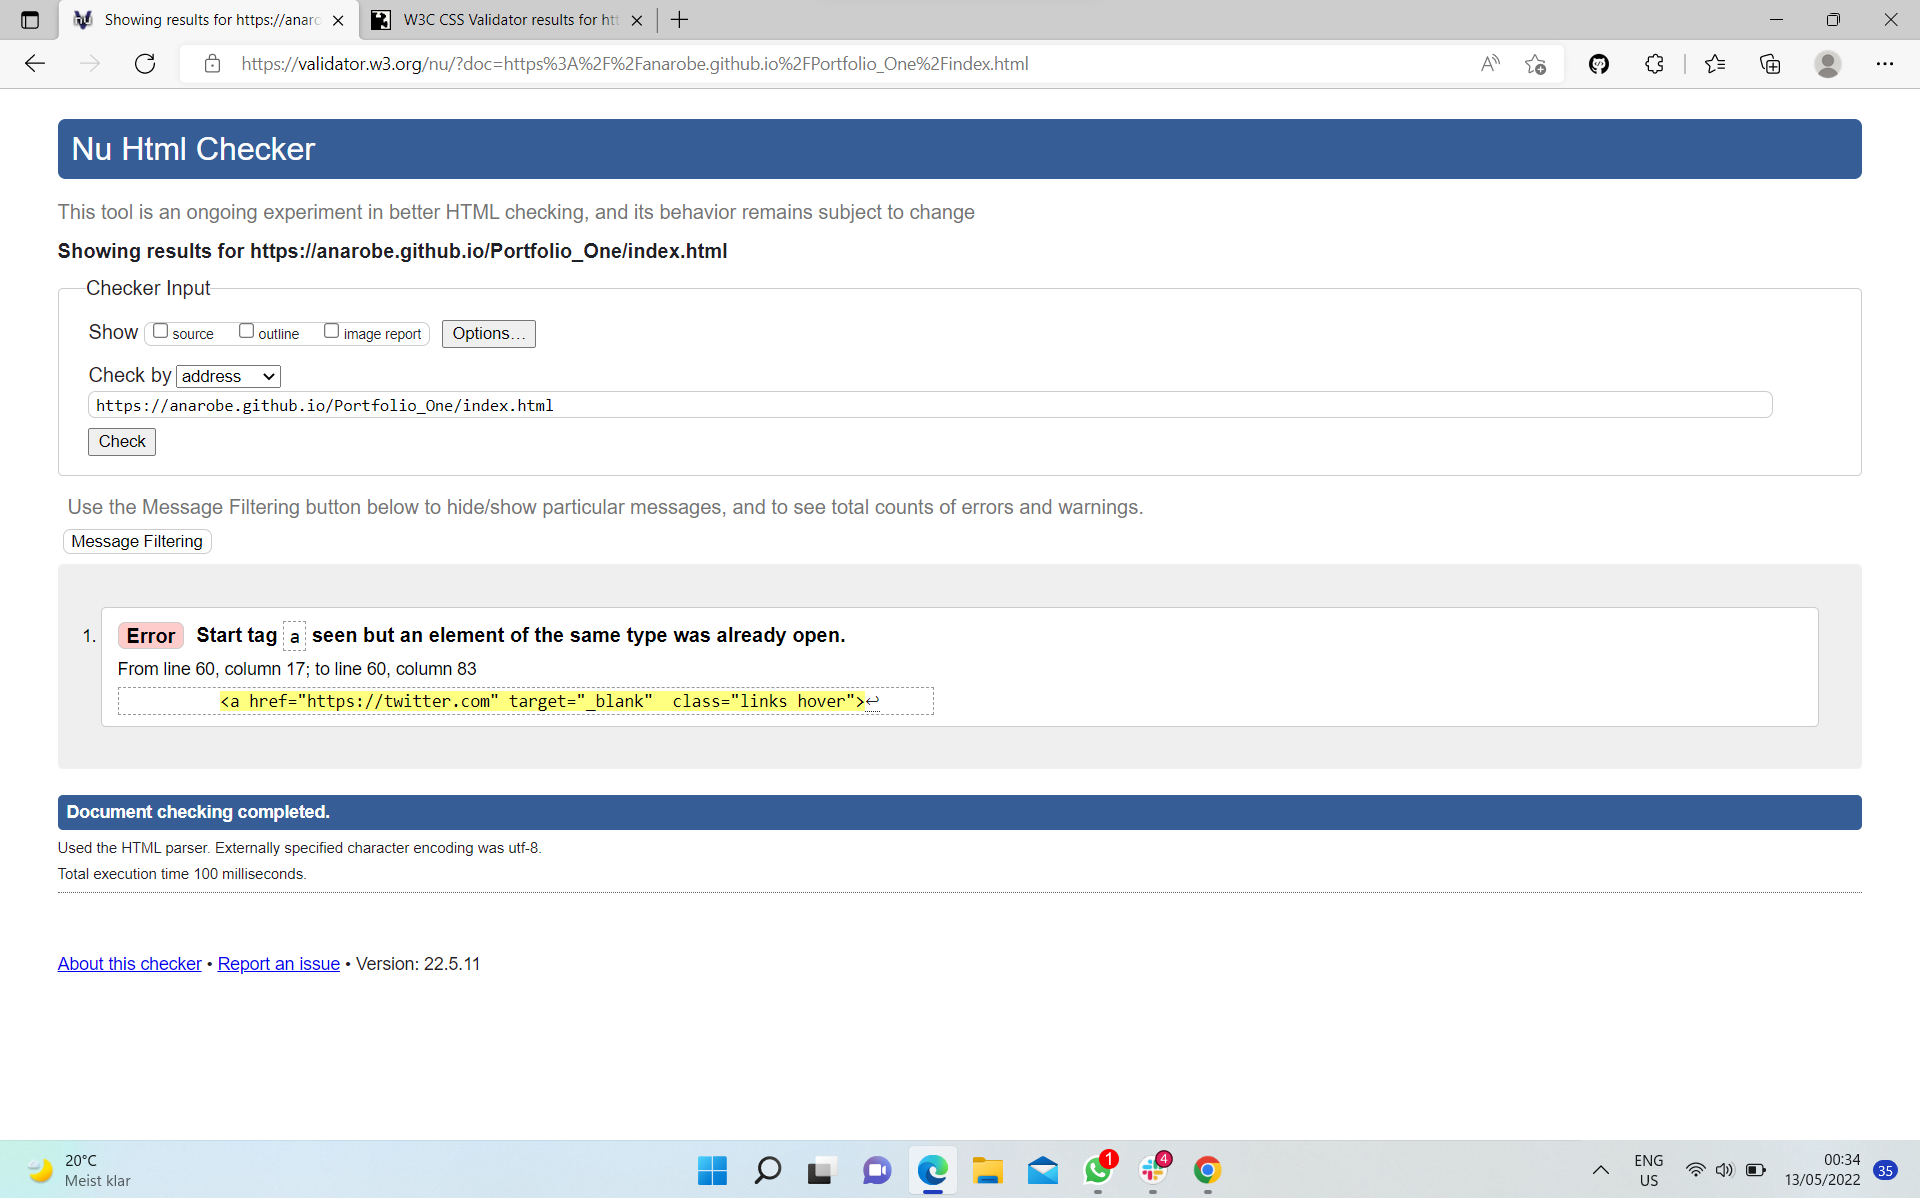 Showing results for https://anaro
W3C CSS Validator results for htt
https://validator.w3.org/nu/?doc=https%3A%2F%2Fanarobe.github.io%2FPortfolio_One%2Findex.html
Nu Html Checker
This tool is an ongoing experiment in better HTML checking, and its behavior remains subject to change
Showing results for https://anarobe.github.io/Portfolio_One/index.html
Checker Input
Show source outline image report Options...
Check by address
https://anarobe.github.io/Portfolio_One/index.html
Check
Use the Message Filtering button below to hide/show particular messages, and to see total counts of errors and warnings.
Message Filtering
1. Error Start tag a seen but an element of the same type was already open.
From line 60, column 17; to line 60, column 83
<a href="https://twitter.com" target="_blank"  class="links hover">↩
Document checking completed.
Used the HTML parser. Externally specified character encoding was utf-8.
Total execution time 100 milliseconds.
About this checker • Report an issue • Version: 22.5.11
20°C
Meist klar
1
4
ENG
US
00:34
13/05/2022
35